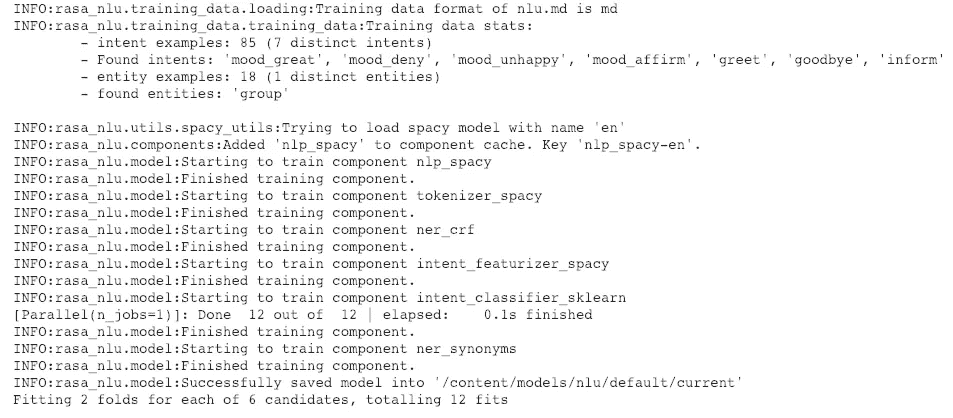 INFO:rasa_nlu.training_data.loading:Training data format of nlu.md is md
INFO:rasa_nlu.training_data.training_data:Training data stats:
- intent examples: 85 (7 distinct intents)
- Found intents: 'mood_great', 'mood_deny', 'mood_unhappy', 'mood_affirm', 'greet', 'goodbye', 'inform'
- entity examples: 18 (1 distinct entities)
- found entities: 'group'
INFO:rasa_nlu.utils.spacy_utils:Trying to load spacy model with name 'en'
INFO:rasa_nlu.components:Added 'nlp_spacy' to component cache. Key 'nlp_spacy-en'.
INFO:rasa_nlu.model:Starting to train component nlp_spacy
INFO:rasa_nlu.model:Finished training component.
INFO:rasa_nlu.model:Starting to train component tokenizer_spacy
INFO:rasa_nlu.model:Finished training component.
INFO:rasa_nlu.model:Starting to train component ner_crf
INFO:rasa_nlu.model:Finished training component.
INFO:rasa_nlu.model:Starting to train component intent_featurizer_spacy
INFO:rasa_nlu.model:Finished training component.
INFO:rasa_nlu.model:Starting to train component intent_classifier_sklearn
[Parallel(n_jobs=1)]: Done  12 out of  12 | elapsed:    0.1s finished
INFO:rasa_nlu.model:Finished training component.
INFO:rasa_nlu.model:Starting to train component ner_synonyms
INFO:rasa_nlu.model:Finished training component.
INFO:rasa_nlu.model:Successfully saved model into '/content/models/nlu/default/current'
Fitting 2 folds for each of 6 candidates, totalling 12 fits